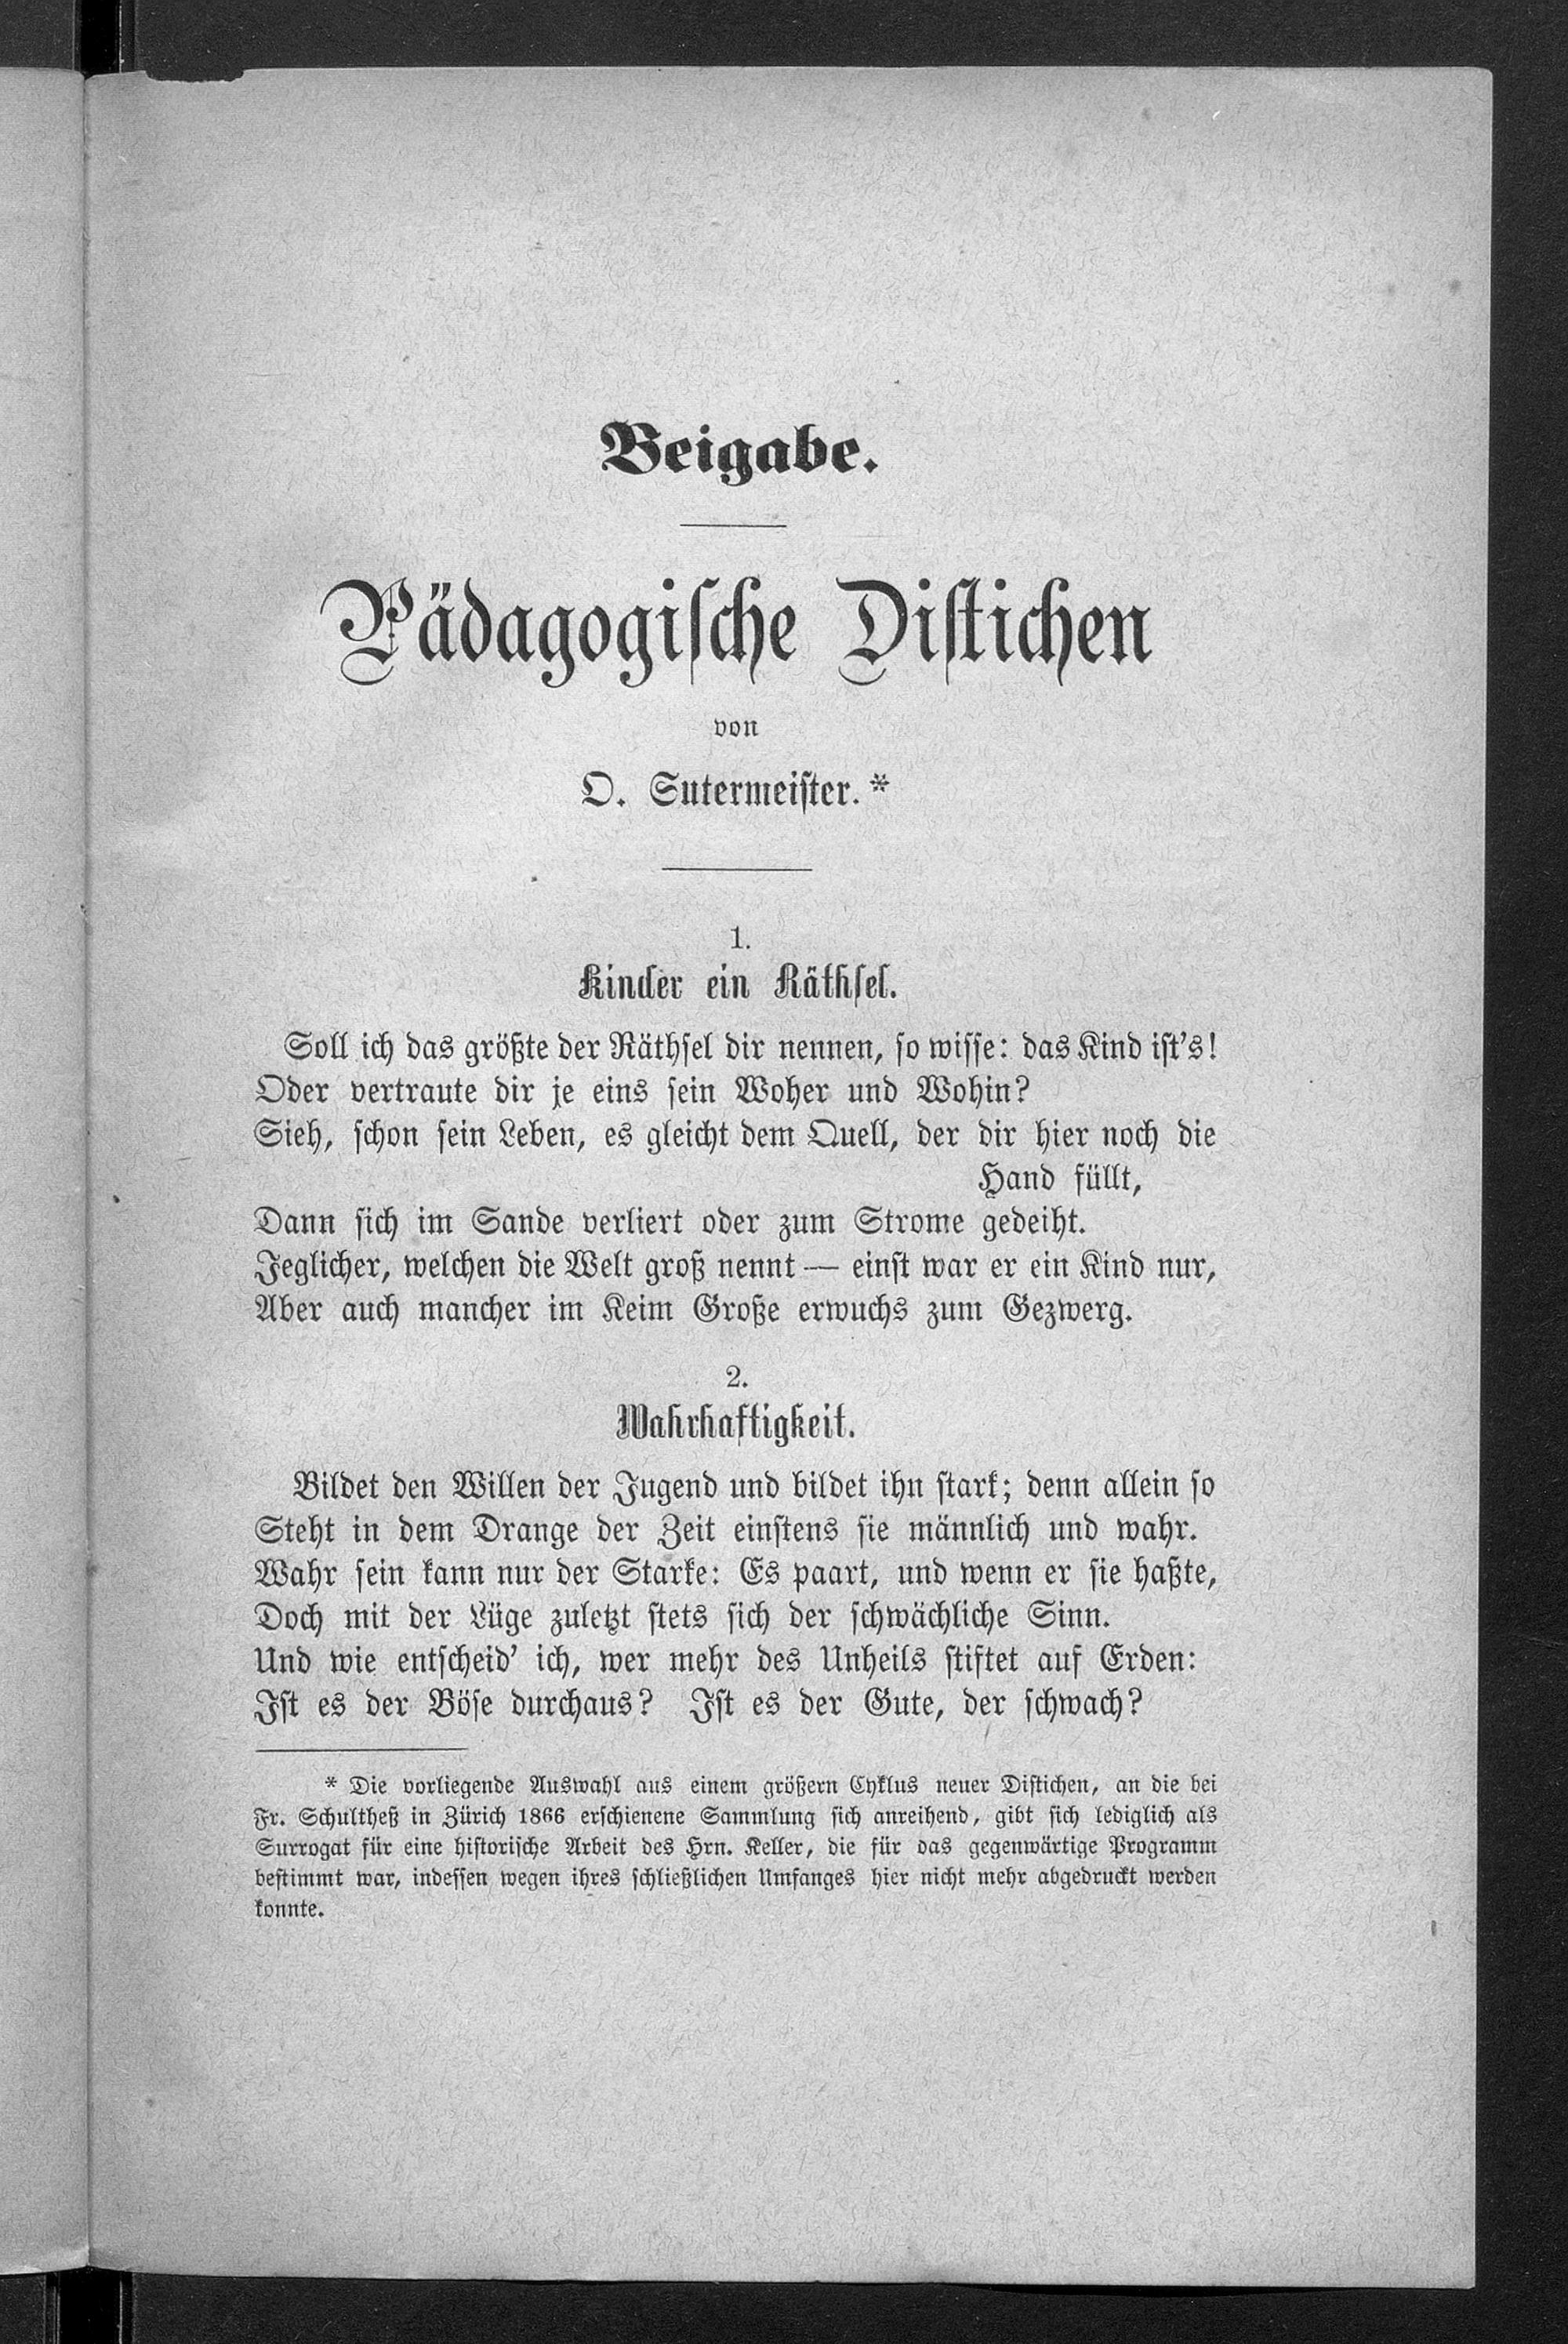 Beigabe.
Pädagogische Distichen
von
O. Sutermeister. *
1.
Kinder ein Räthsel.
Soll ich das größte der Räthsel dir nennen, so wisse: das Kind ist's!
Oder vertraute dir je eins sein Woher und Wohin?
Sieh, schon sein Leben, es gleicht dem Quell, der dir hier noch die
Hand füllt,
Dann sich im Sande verliert oder zum Strome gedeiht.
Jeglicher, welchen die Welt groß nennt — einst war er ein Kind nur,
Aber auch mancher im Keim Große erwuchs zum Gezwerg.
2.
Wahrhaftigkeit.
Bildet den Willen der Jugend und bildet ihn stark; denn allein so
Steht in dem Drange der Zeit einstens sie männlich und wahr.
Wahr sein kann nur der Starke: Es paart, und wenn er sie haßte,
Doch mit der Lüge zuletzt stets sich der schwächliche Sinn.
Und wie entscheid' ich, wer mehr des Unheils stiftet auf Erden:
Ist es der Böse durchaus? Ist es der Gute, der schwach?
* Die vorliegende Auswahl aus einem größern Cyklus neuer Distichen, an die bei
Fr. Schultheß in Zürich 1866 erschienene Sammlung sich anreihend, gibt sich lediglich als
Surrogat für eine historische Arbeit des Hrn. Keller, die für das gegenwärtige Programm
bestimmt war, indessen wegen ihres schließlichen Umfanges hier nicht mehr abgedruckt werden
konnte.